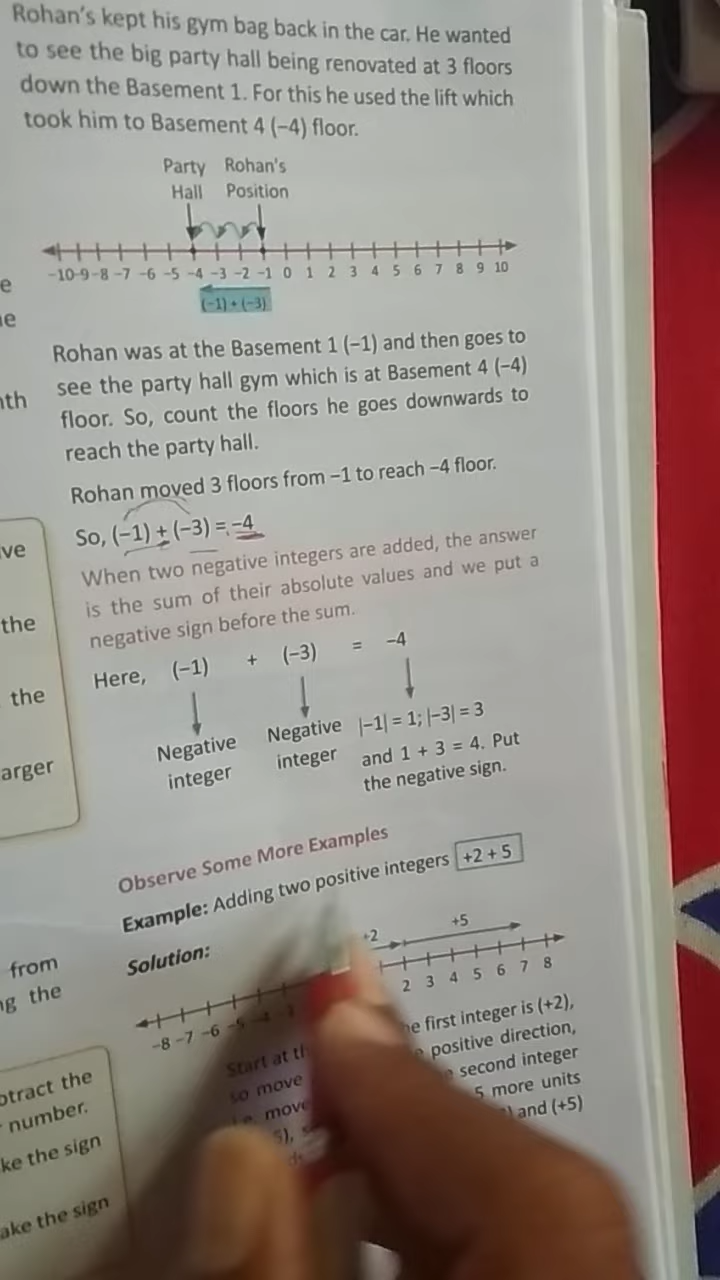 Rohan's kept his gym bag back in the car. He wanted
to see the big party hall being renovated at 3 floors
down the Basement 1. For this he used the lift which
took him to Basement 4 (−4) floor.
Party Rohan's
Hall Position
-10-9-8 -7 -6 -5 -4 -3 -2 -1 0 1 2 3 4 5 6 7 8 9 10
(−1) + (−3)
Rohan was at the Basement 1 (−1) and then goes to
see the party hall gym which is at Basement 4 (−4)
floor. So, count the floors he goes downwards to
reach the party hall.
Rohan moved 3 floors from −1 to reach −4 floor.
So, (−1) + (−3) = −4
When two negative integers are added, the answer
is the sum of their absolute values and we put a
negative sign before the sum.
Here, (−1) + (−3) = −4
Negative Negative |−1| = 1; |−3| = 3
integer integer and 1 + 3 = 4. Put
the negative sign.
Observe Some More Examples
Example: Adding two positive integers +2 + 5
Solution:
+2 +5
-8 -7 -6 -5 -4 2 3 4 5 6 7 8
Start at first integer is (+2),
so move positive direction,
move second integer
5 more units
and (+5)
ve
the
the
arger
from
the
the
number.
the sign
the sign